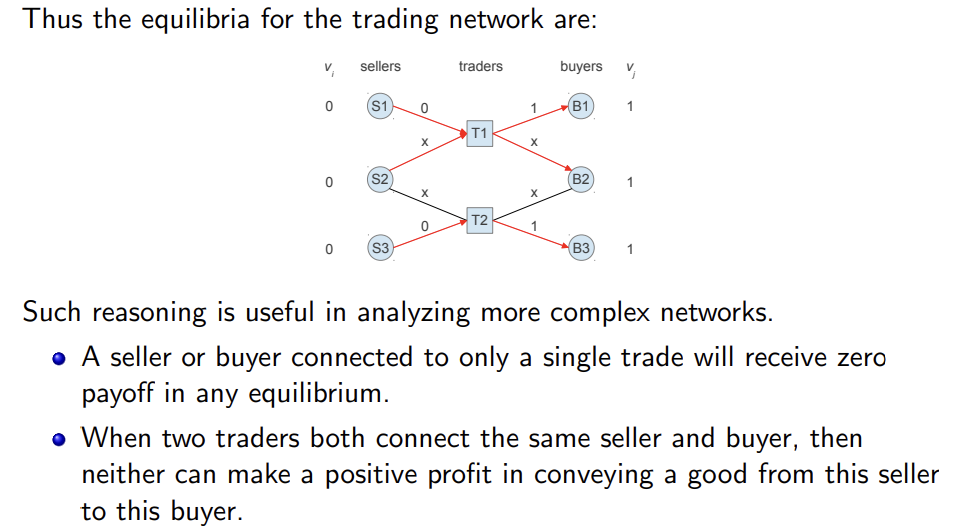 Thus the equilibria for the trading network are:
v_i sellers traders buyers v_j
0 S1 0 1 B1 1
T1
x x
0 S2 B2 1
x x
T2
0 1
0 S3 B3 1
Such reasoning is useful in analyzing more complex networks.
A seller or buyer connected to only a single trade will receive zero
payoff in any equilibrium.
When two traders both connect the same seller and buyer, then
neither can make a positive profit in conveying a good from this seller
to this buyer.